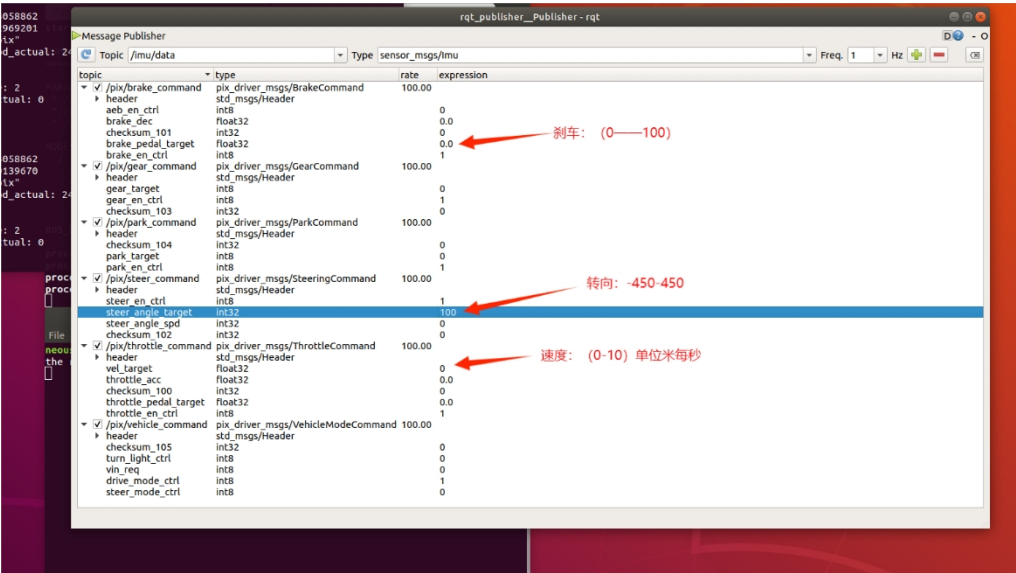 rqt_publisher__Publisher - rqt
Message Publisher
D
- O
Topic /imu/data Type sensor_msgs/Imu Freq. 1 Hz
topic type rate expression
/pix/brake_command pix_driver_msgs/BrakeCommand 100.00
header std_msgs/Header
aeb_en_ctrl int8 0
brake_dec float32 0.0
checksum_101 int32 0
刹车：（0——100）
brake_pedal_target float32 0.0
brake_en_ctrl int8 1
/pix/gear_command pix_driver_msgs/GearCommand 100.00
header std_msgs/Header
gear_target int8 0
gear_en_ctrl int8 1
checksum_103 int32 0
/pix/park_command pix_driver_msgs/ParkCommand 100.00
header std_msgs/Header
checksum_104 int32 0
park_target int8 0
park_en_ctrl int8 1
/pix/steer_command pix_driver_msgs/SteeringCommand 100.00
header std_msgs/Header
转向：-450-450
steer_en_ctrl int8 1
steer_angle_target int32 100
steer_angle_spd int32 0
checksum_102 int32 0
/pix/throttle_command pix_driver_msgs/ThrottleCommand 100.00
header std_msgs/Header
速度：（0-10）单位米每秒
vel_target float32 0
throttle_acc float32 0.0
checksum_100 int32 0
throttle_pedal_target float32 0.0
throttle_en_ctrl int8 1
/pix/vehicle_command pix_driver_msgs/VehicleModeCommand 100.00
header std_msgs/Header
checksum_105 int32 0
turn_light_ctrl int8 0
vin_req int8 0
drive_mode_ctrl int8 1
steer_mode_ctrl int8 0
058862
969201
ix"
d_actual: 24
: 2
tual: 0
058862
139670
ix"
d_actual: 24
: 2
tual: 0
proc
proc
File
neou
the